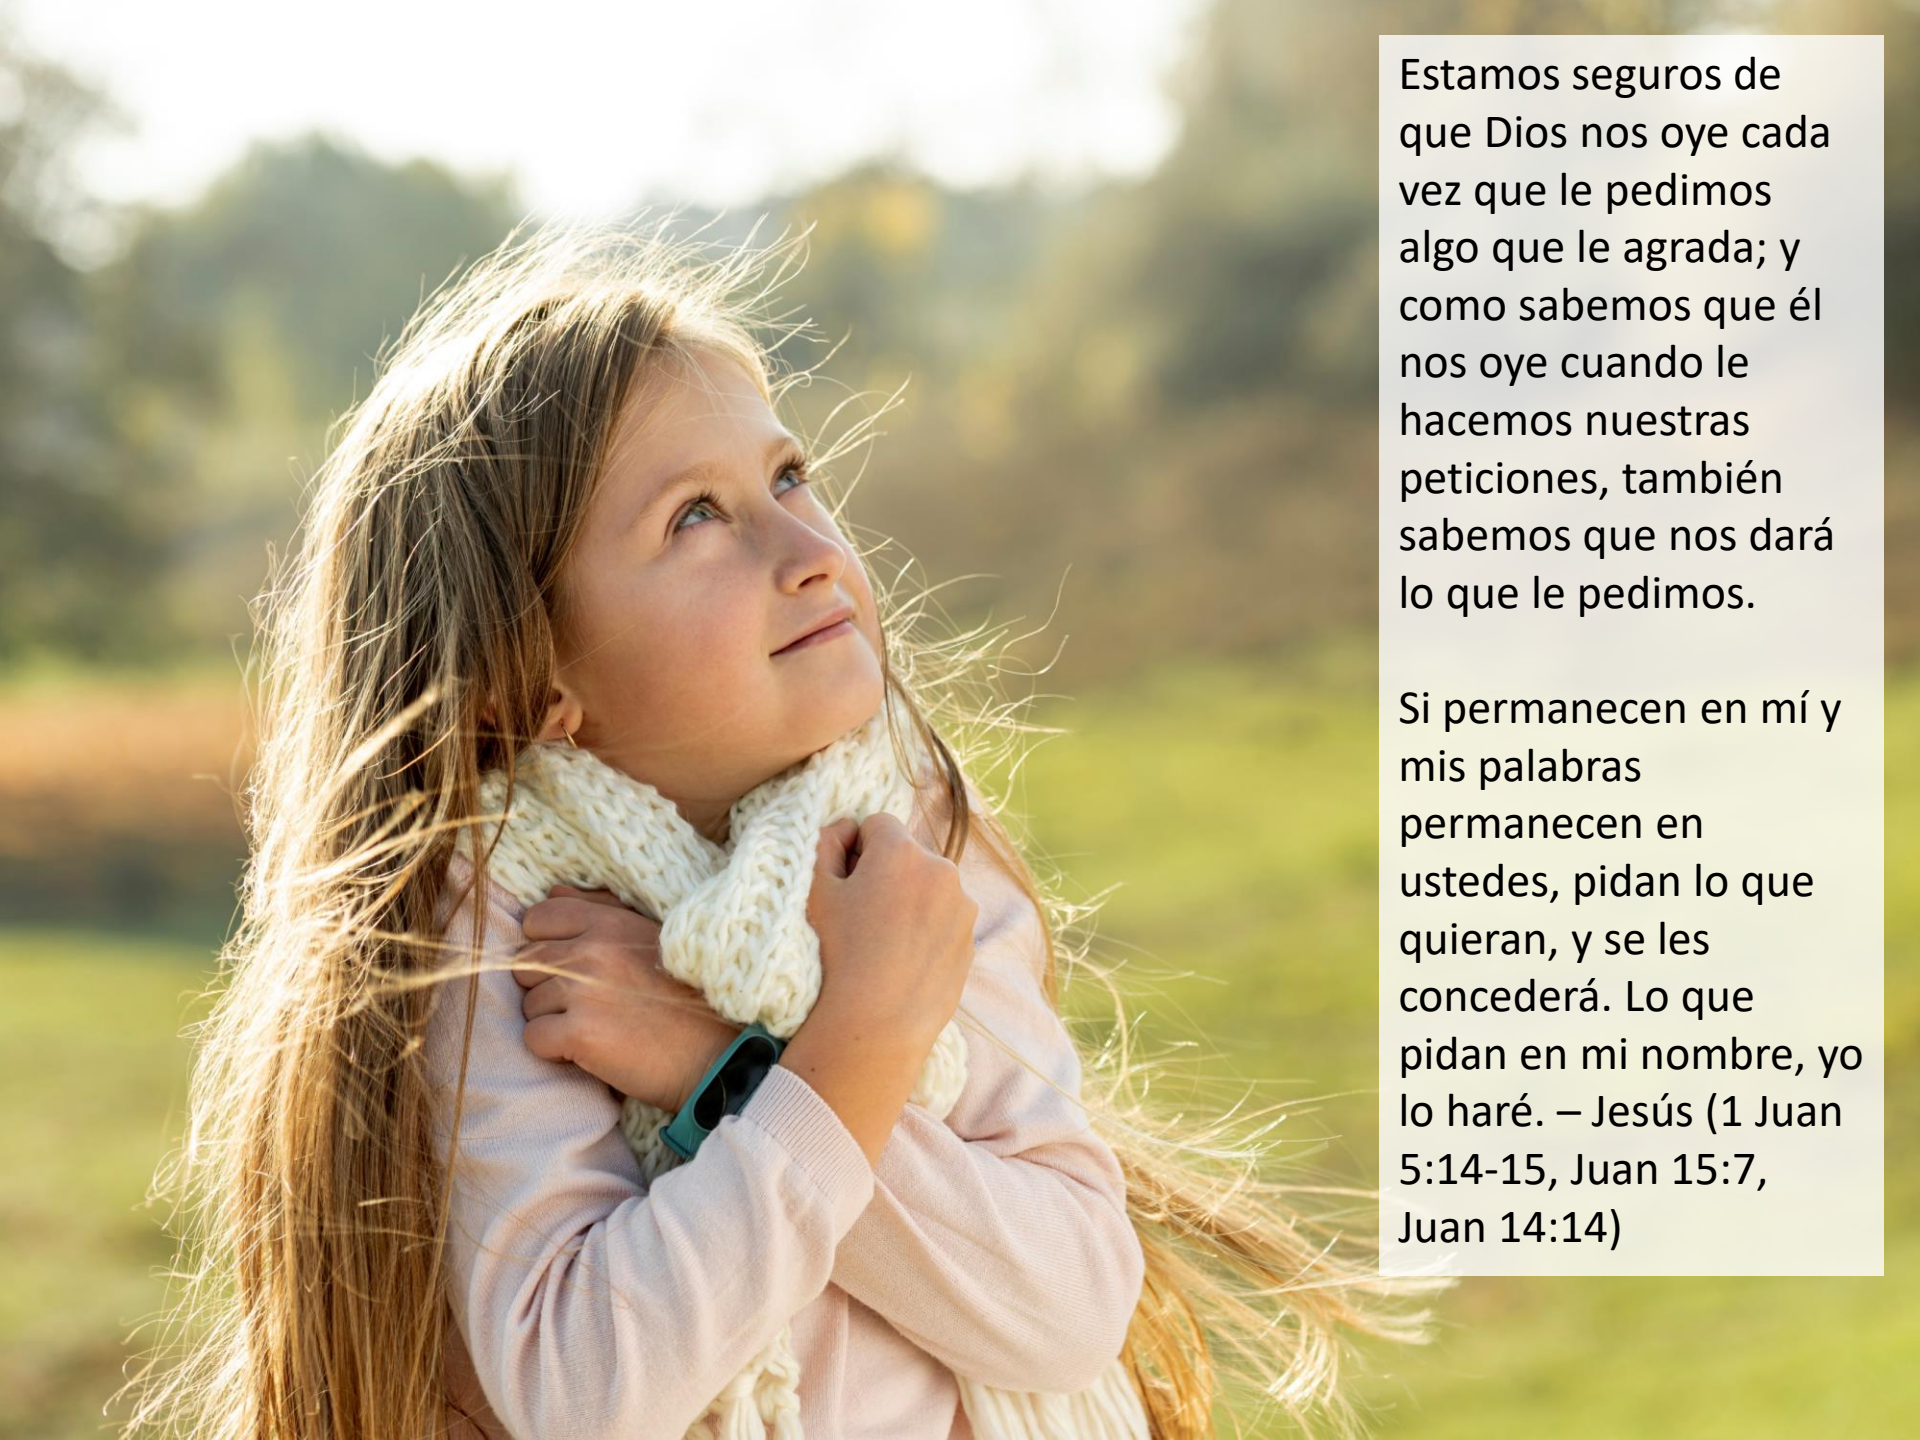 Estamos seguros de
que Dios nos oye cada
vez que le pedimos
algo que le agrada; y
como sabemos que él
nos oye cuando le
hacemos nuestras
peticiones, también
sabemos que nos dará
lo que le pedimos.
Si permanecen en mí y
mis palabras
permanecen en
ustedes, pidan lo que
quieran, y se les
concederá. Lo que
pidan en mi nombre, yo
lo haré. – Jesús (1 Juan
5:14-15, Juan 15:7,
Juan 14:14)